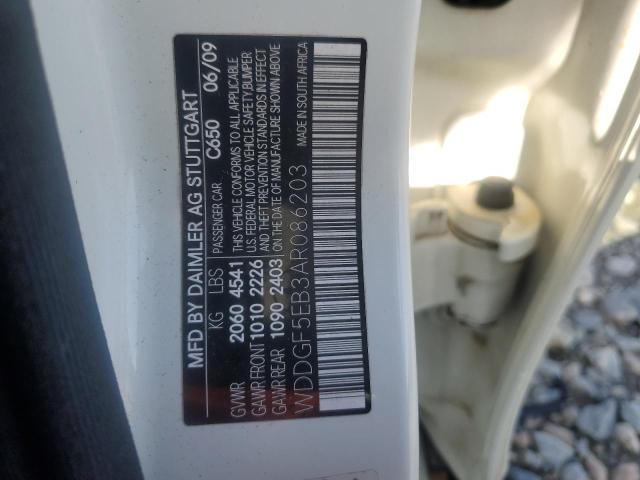 MFD BY DAIMLER AG STUTTGART
PASSENGER CAR C650 06/09
KG LBS
GVWR 2060 4541
GAWR FRONT 1010 2226
GAWR REAR 1090 2403
THIS VEHICLE CONFORMS TO ALL APPLICABLE
U.S. FEDERAL MOTOR VEHICLE SAFETY, BUMPER
AND THEFT PREVENTION STANDARDS IN EFFECT
ON THE DATE OF MANUFACTURE SHOWN ABOVE
WDDGF5EB3AR086203
MADE IN SOUTH AFRICA